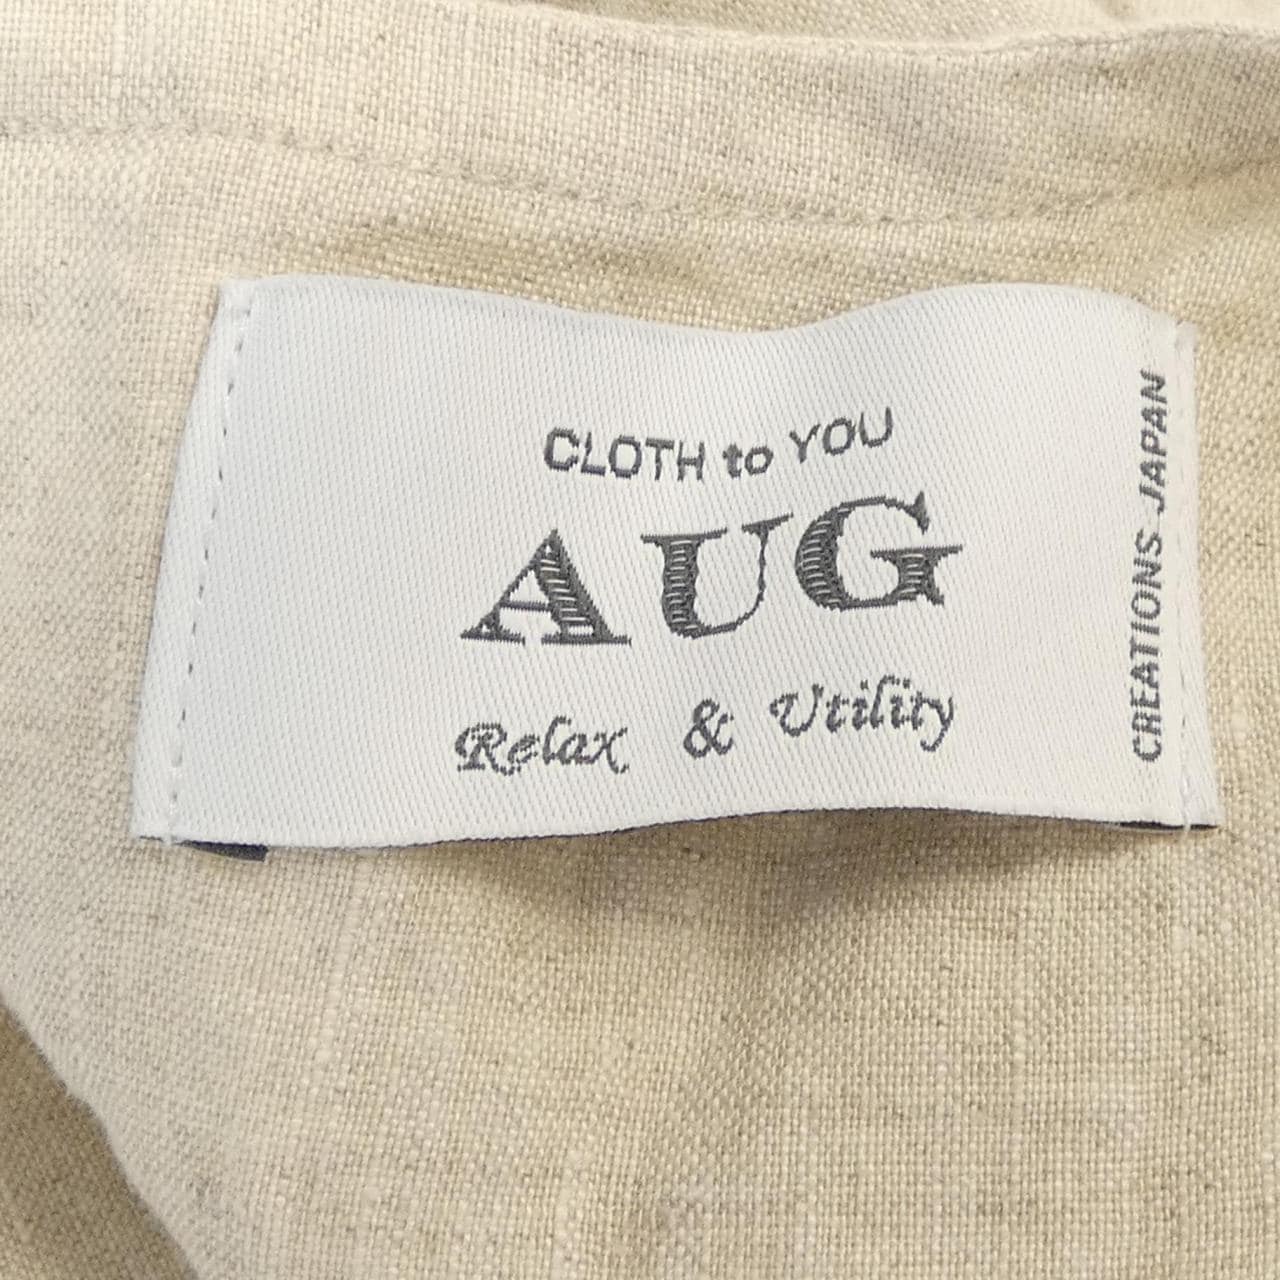 CLOTH to YOU
AUG
Relax & Utility
CREATIONS JAPAN